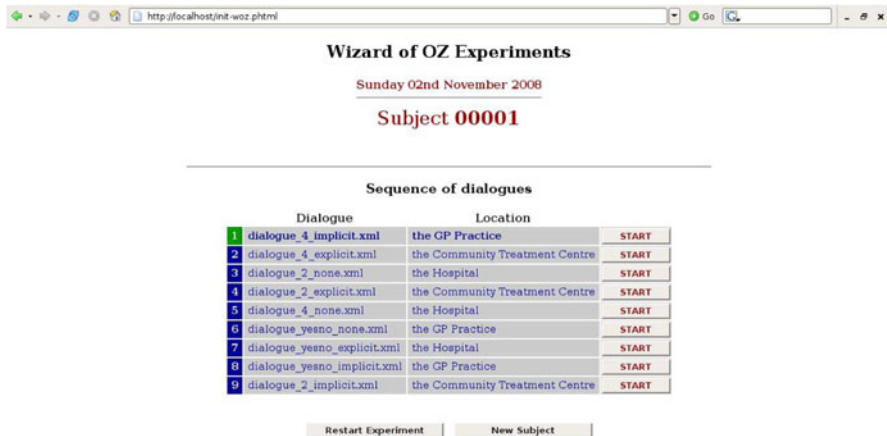 http://localhost/init-woz.phtml Go
Wizard of OZ Experiments
Sunday 02nd November 2008
Subject 00001
Sequence of dialogues
Dialogue Location
1 dialogue_4_implicit.xml the GP Practice START
2 dialogue_4_explicit.xml the Community Treatment Centre START
3 dialogue_2_none.xml the Hospital START
4 dialogue_2_explicit.xml the Community Treatment Centre START
5 dialogue_4_none.xml the Hospital START
6 dialogue_yesno_none.xml the GP Practice START
7 dialogue_yesno_explicit.xml the Hospital START
8 dialogue_yesno_implicit.xml the GP Practice START
9 dialogue_2_implicit.xml the Community Treatment Centre START
Restart Experiment New Subject